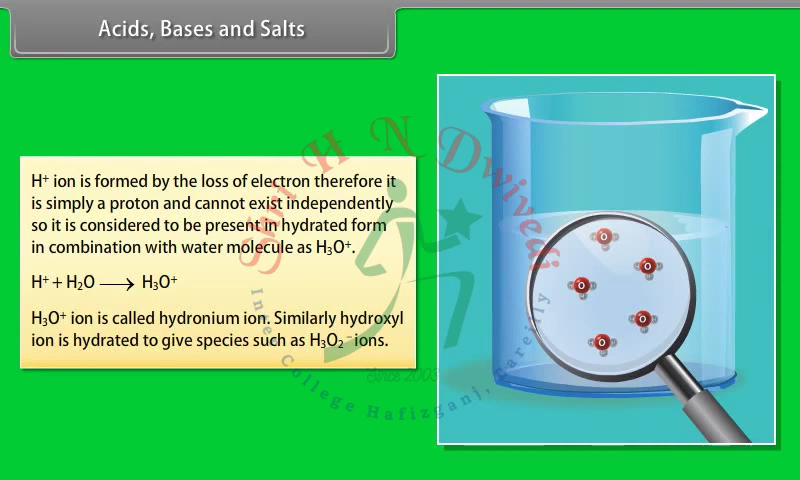 Acids, Bases and Salts
H⁺ ion is formed by the loss of electron therefore it
is simply a proton and cannot exist independently
so it is considered to be present in hydrated form
in combination with water molecule as H₃O⁺.
H⁺ + H₂O ⟶ H₃O⁺
H₃O⁺ ion is called hydronium ion. Similarly hydroxyl
ion is hydrated to give species such as H₃O₂⁻ ions.
O
O
O
O
O
Shri H N Dwivedi
Inter College Hafizganj, Bareilly
Since 2003